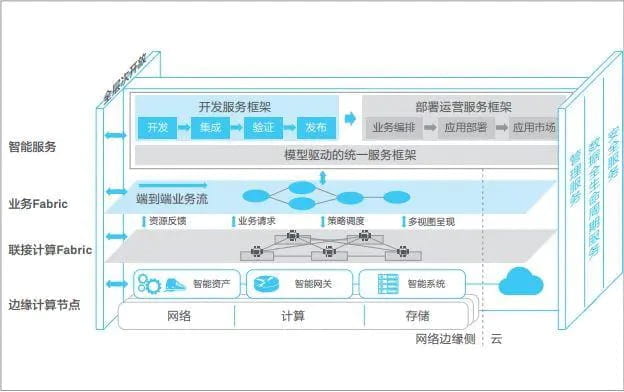 全层次开放
开发服务框架
部署运营服务框架
开发
集成
验证
发布
业务编排
应用部署
应用市场
智能服务
模型驱动的统一服务框架
管理服务
数据全生命周期服务
安全服务
业务Fabric
端到端业务流
资源反馈
业务请求
策略调度
多视图呈现
联接计算Fabric
智能资产
智能网关
智能系统
边缘计算节点
网络
计算
存储
网络边缘侧
云